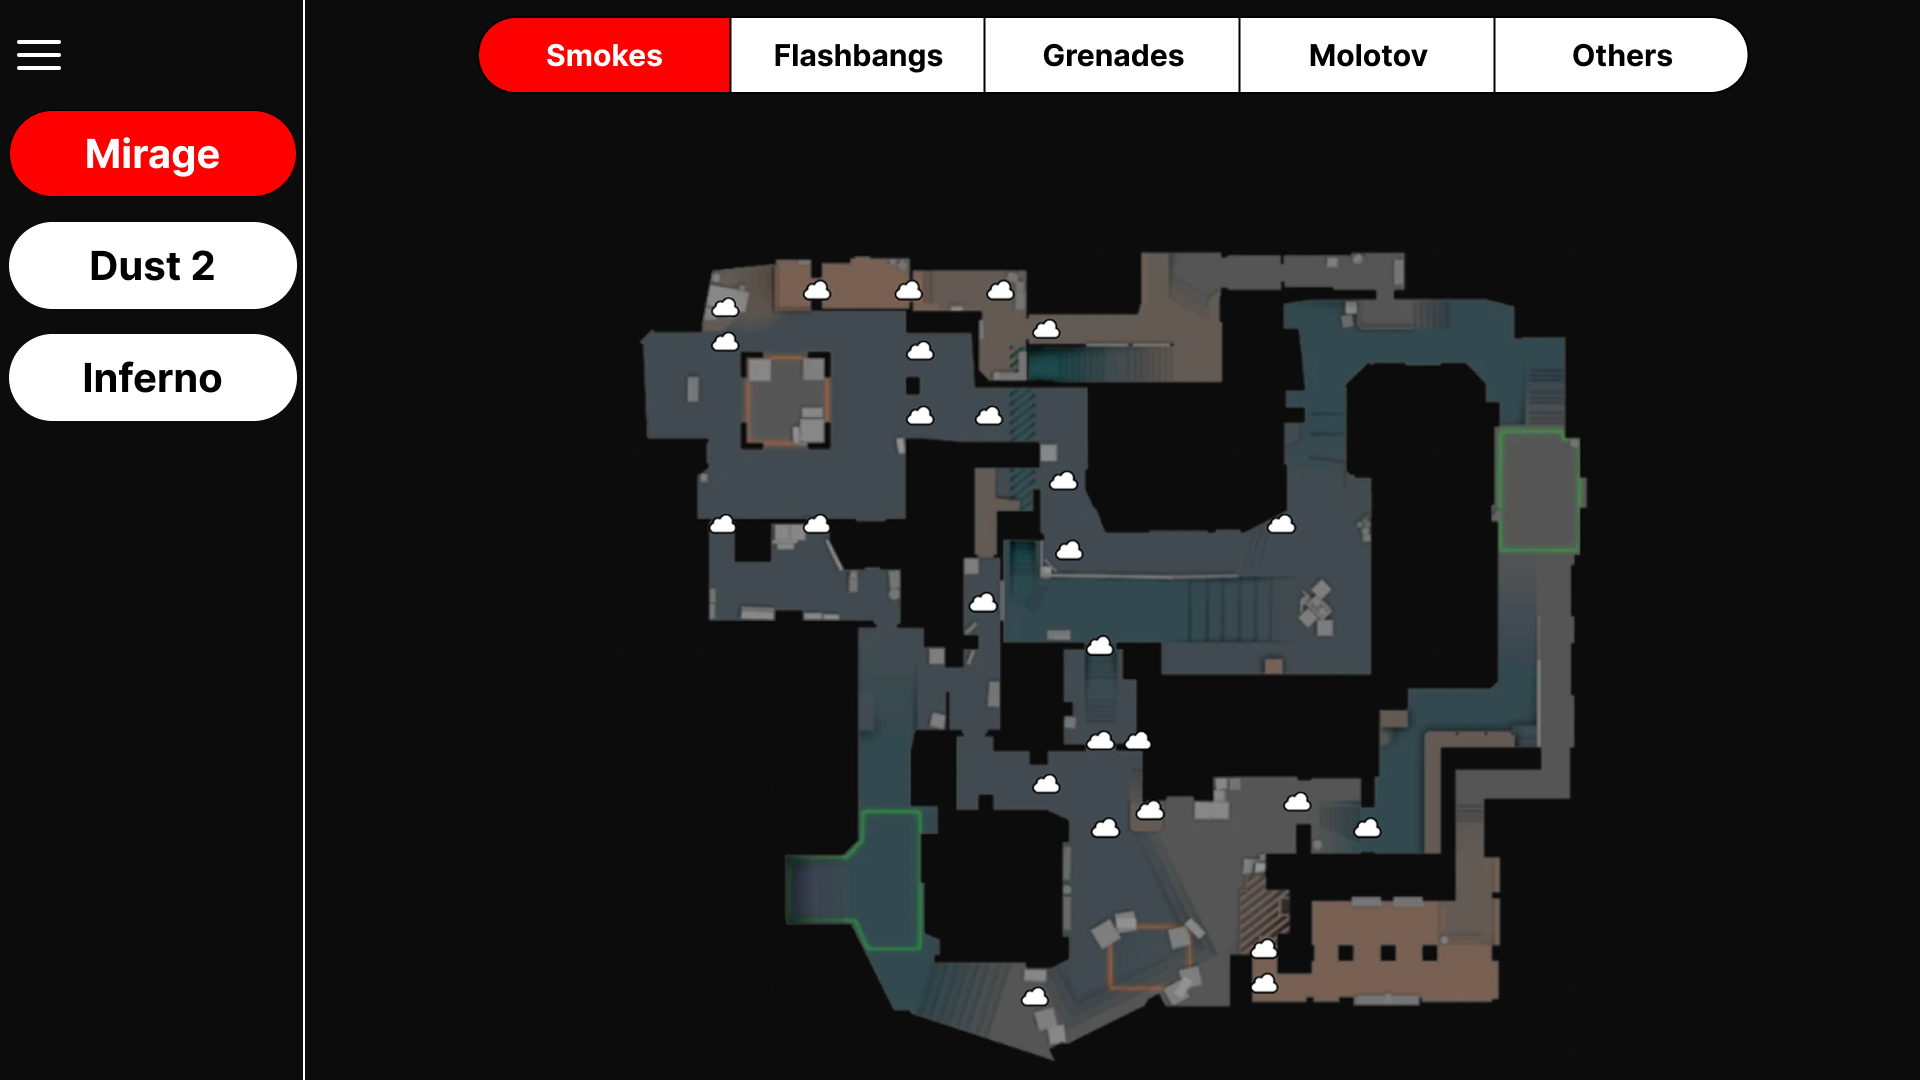 Smokes
Flashbangs
Grenades
Molotov
Others
Mirage
Dust 2
Inferno